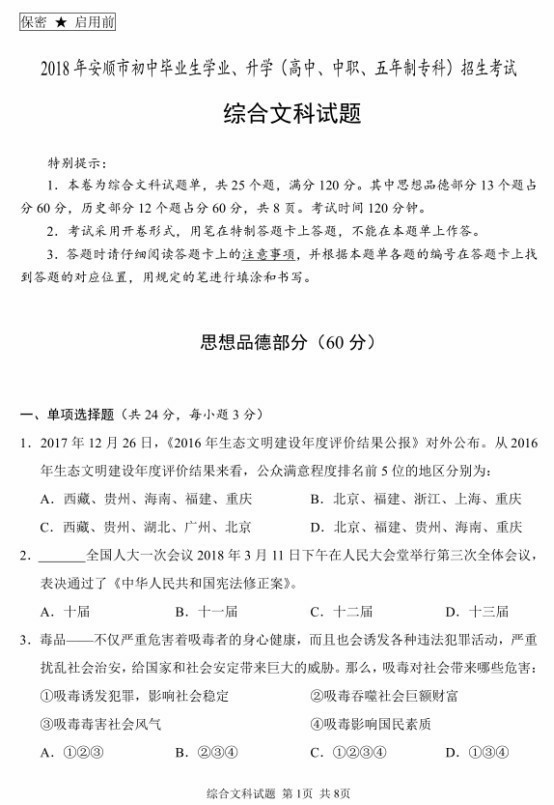 保密 ★ 启用前
2018 年安顺市初中毕业生学业、升学（高中、中职、五年制专科）招生考试
综合文科试题
特别提示：
1．本卷为综合文科试题单，共 25 个题，满分 120 分。其中思想品德部分 13 个题占
分 60 分，历史部分 12 个题占分 60 分，共 8 页。考试时间 120 分钟。
2．考试采用开卷形式，用笔在特制答题卡上答题，不能在本题单上作答。
3．答题时请仔细阅读答题卡上的注意事项，并根据本题单各题的编号在答题卡上找
到答题的对应位置，用规定的笔进行填涂和书写。
思想品德部分（60 分）
一、单项选择题（共 24 分，每小题 3 分）
1．2017 年 12 月 26 日，《2016 年生态文明建设年度评价结果公报》对外公布。从 2016
年生态文明建设年度评价结果来看，公众满意程度排名前 5 位的地区分别为：
A．西藏、贵州、海南、福建、重庆 B．北京、福建、浙江、上海、重庆
C．西藏、贵州、湖北、广州、北京 D．北京、福建、贵州、海南、重庆
2．______全国人大一次会议 2018 年 3 月 11 日下午在人民大会堂举行第三次全体会议，
表决通过了《中华人民共和国宪法修正案》。
A．十届 B．十一届 C．十二届 D．十三届
3．毒品——不仅严重危害着吸毒者的身心健康，而且也会诱发各种违法犯罪活动，严重
扰乱社会治安，给国家和社会安定带来巨大的威胁。那么，吸毒对社会带来哪些危害：
①吸毒诱发犯罪，影响社会稳定 ②吸毒吞噬社会巨额财富
③吸毒毒害社会风气 ④吸毒影响国民素质
A．①②③ B．②③④ C．①②③④ D．①③④
综合文科试题 第 1页 共 8页